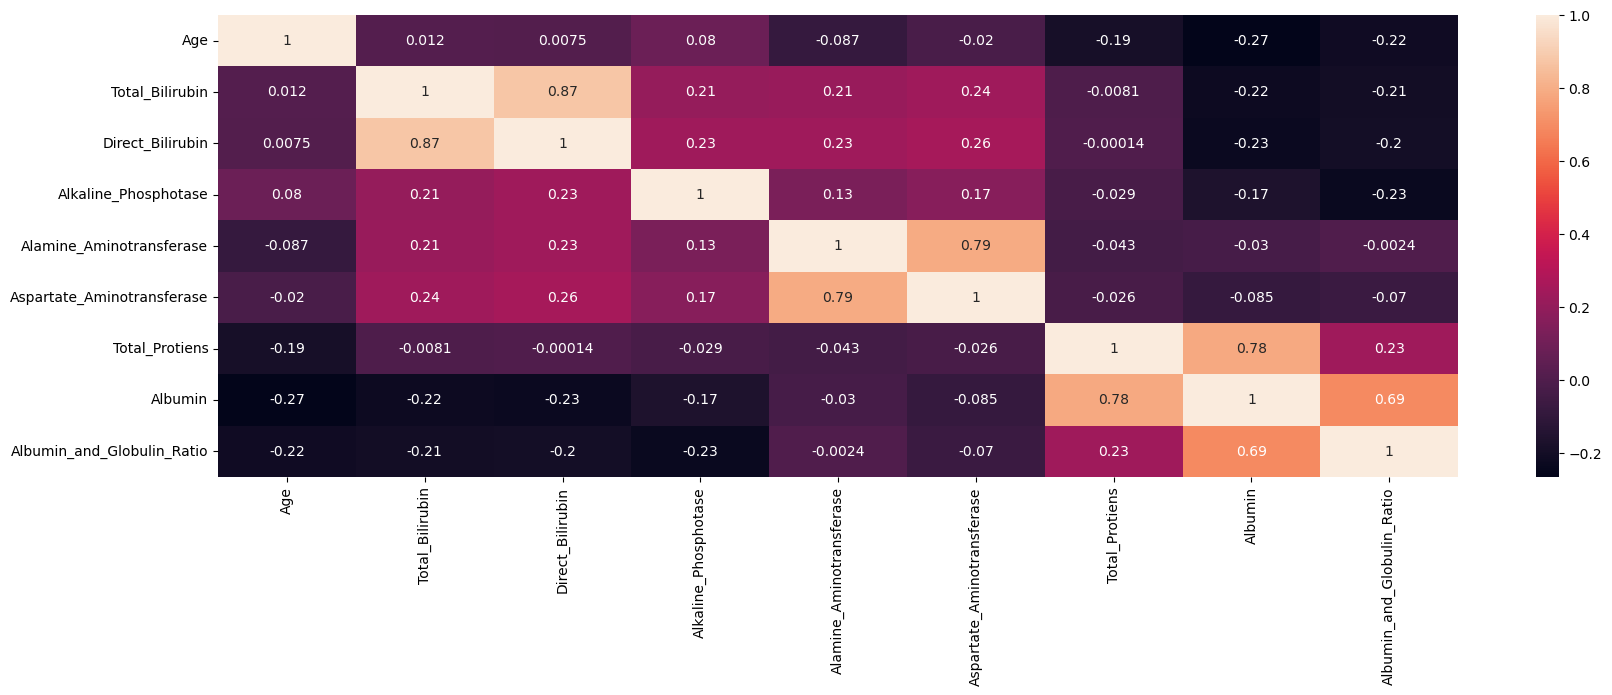 Age 1 0.012 0.0075 0.08 -0.087 -0.02 -0.19 -0.27 -0.22
Total_Bilirubin 0.012 1 0.87 0.21 0.21 0.24 -0.0081 -0.22 -0.21
Direct_Bilirubin 0.0075 0.87 1 0.23 0.23 0.26 -0.00014 -0.23 -0.2
Alkaline_Phosphotase 0.08 0.21 0.23 1 0.13 0.17 -0.029 -0.17 -0.23
Alamine_Aminotransferase -0.087 0.21 0.23 0.13 1 0.79 -0.043 -0.03 -0.0024
Aspartate_Aminotransferase -0.02 0.24 0.26 0.17 0.79 1 -0.026 -0.085 -0.07
Total_Protiens -0.19 -0.0081 -0.00014 -0.029 -0.043 -0.026 1 0.78 0.23
Albumin -0.27 -0.22 -0.23 -0.17 -0.03 -0.085 0.78 1 0.69
Albumin_and_Globulin_Ratio -0.22 -0.21 -0.2 -0.23 -0.0024 -0.07 0.23 0.69 1
Age
Total_Bilirubin
Direct_Bilirubin
Alkaline_Phosphotase
Alamine_Aminotransferase
Aspartate_Aminotransferase
Total_Protiens
Albumin
Albumin_and_Globulin_Ratio
1.0
0.8
0.6
0.4
0.2
0.0
−0.2